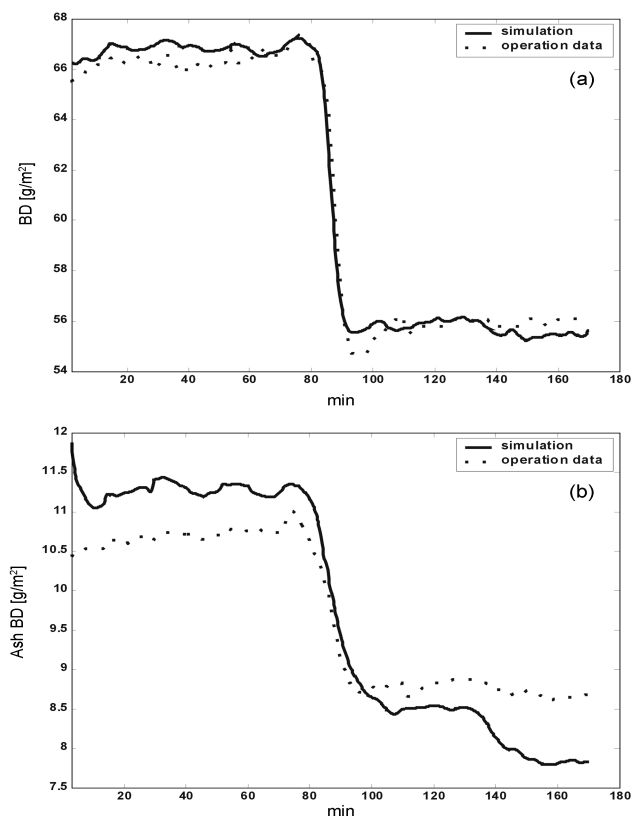 68
66
64
62
60
58
56
54
BD [g/m²]
simulation
operation data
(a)
20 40 60 80 100 120 140 160 180
min
12
11.5
11
10.5
10
9.5
9
8.5
8
7.5
Ash BD [g/m²]
simulation
operation data
(b)
20 40 60 80 100 120 140 160 180
min